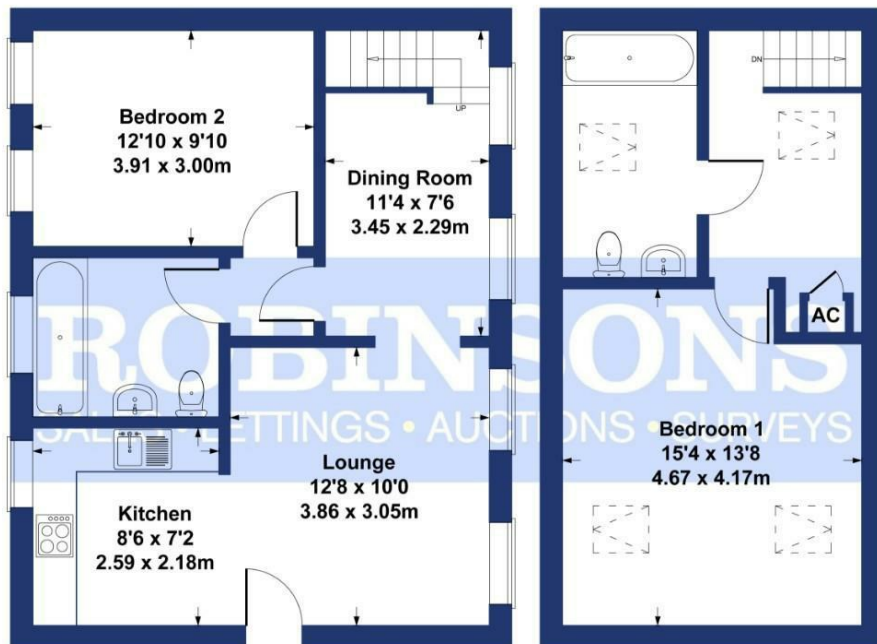 Bedroom 2
12'10 x 9'10
3.91 x 3.00m
UP
Dining Room
11'4 x 7'6
3.45 x 2.29m
DN
AC
ROBINSONS
SALES • LETTINGS • AUCTIONS • SURVEYS
Kitchen
8'6 x 7'2
2.59 x 2.18m
Lounge
12'8 x 10'0
3.86 x 3.05m
Bedroom 1
15'4 x 13'8
4.67 x 4.17m